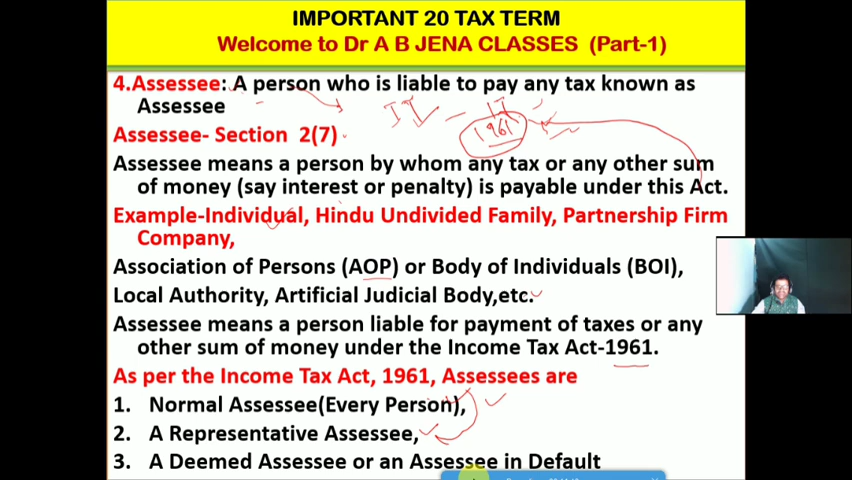 IMPORTANT 20 TAX TERM
Welcome to Dr A B JENA CLASSES (Part-1)
4.Assessee: A person who is liable to pay any tax known as
Assessee
1961
Assessee- Section 2(7)
Assessee means a person by whom any tax or any other sum
of money (say interest or penalty) is payable under this Act.
Example-Individual, Hindu Undivided Family, Partnership Firm
Company,
Association of Persons (AOP) or Body of Individuals (BOI),
Local Authority, Artificial Judicial Body,etc.
Assessee means a person liable for payment of taxes or any
other sum of money under the Income Tax Act-1961.
As per the Income Tax Act, 1961, Assessees are
1. Normal Assessee(Every Person),
2. A Representative Assessee,
3. A Deemed Assessee or an Assessee in Default